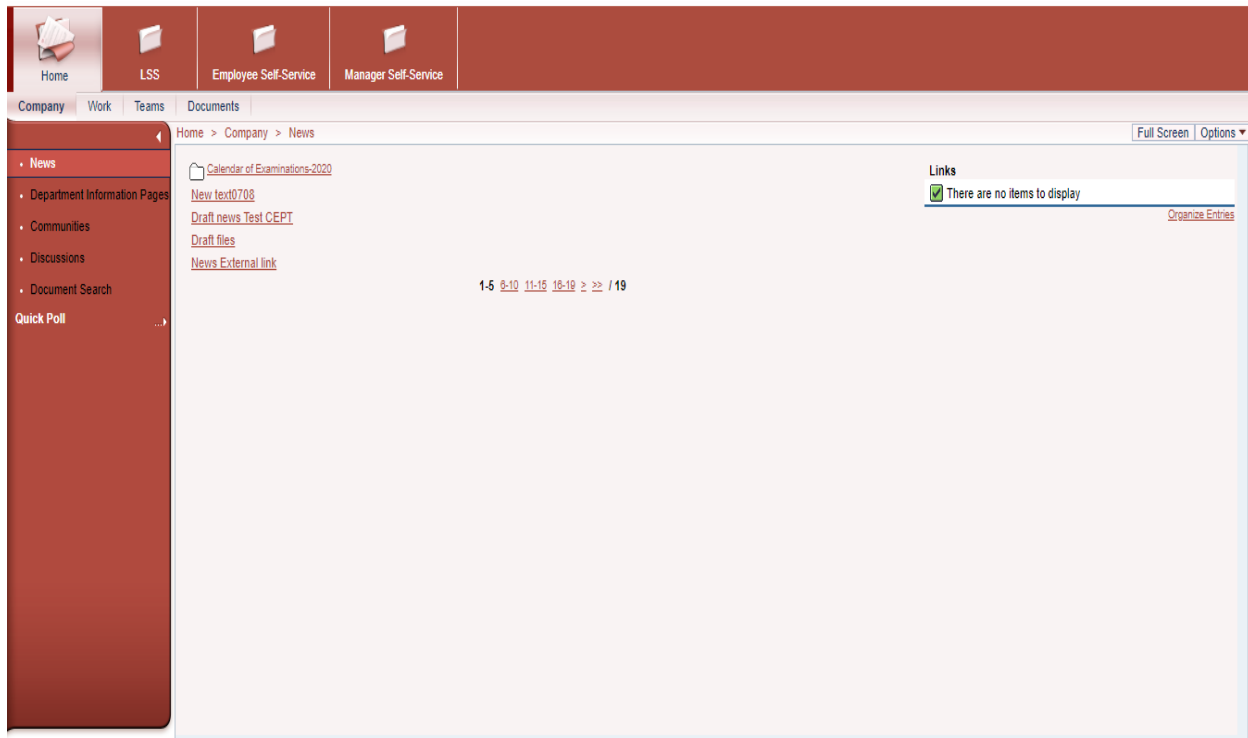 Home LSS Employee Self-Service Manager Self-Service
Company Work Teams Documents
Home > Company > News
Full Screen Options
• News
• Department Information Pages
• Communities
• Discussions
• Document Search
Quick Poll ...
Calendar of Examinations-2020
New text0708
Draft news Test CEPT
Draft files
News External link
1-5 6-10 11-15 16-19 > >> / 19
Links
There are no items to display
Organize Entries